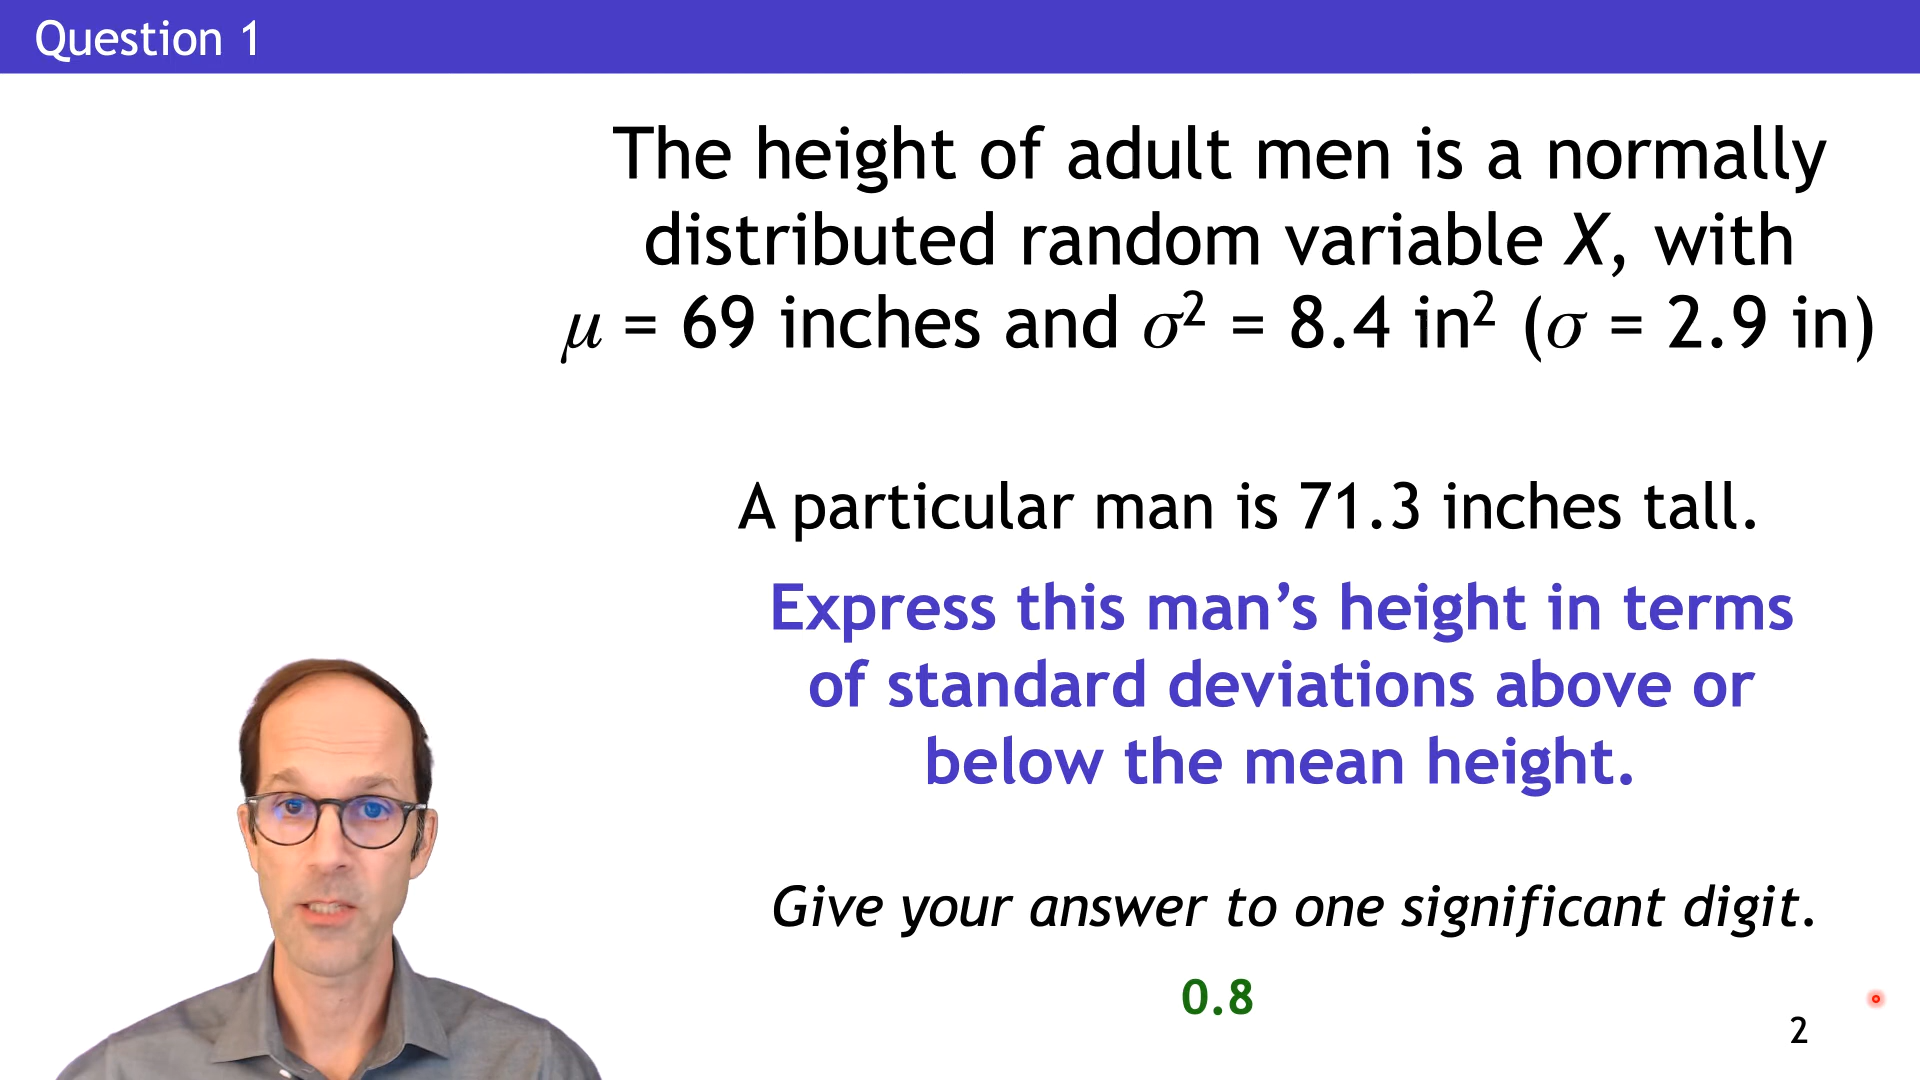 Question 1
The height of adult men is a normally
distributed random variable X, with
μ = 69 inches and σ² = 8.4 in² (σ = 2.9 in)
A particular man is 71.3 inches tall.
Express this man’s height in terms
of standard deviations above or
below the mean height.
Give your answer to one significant digit.
0.8
2